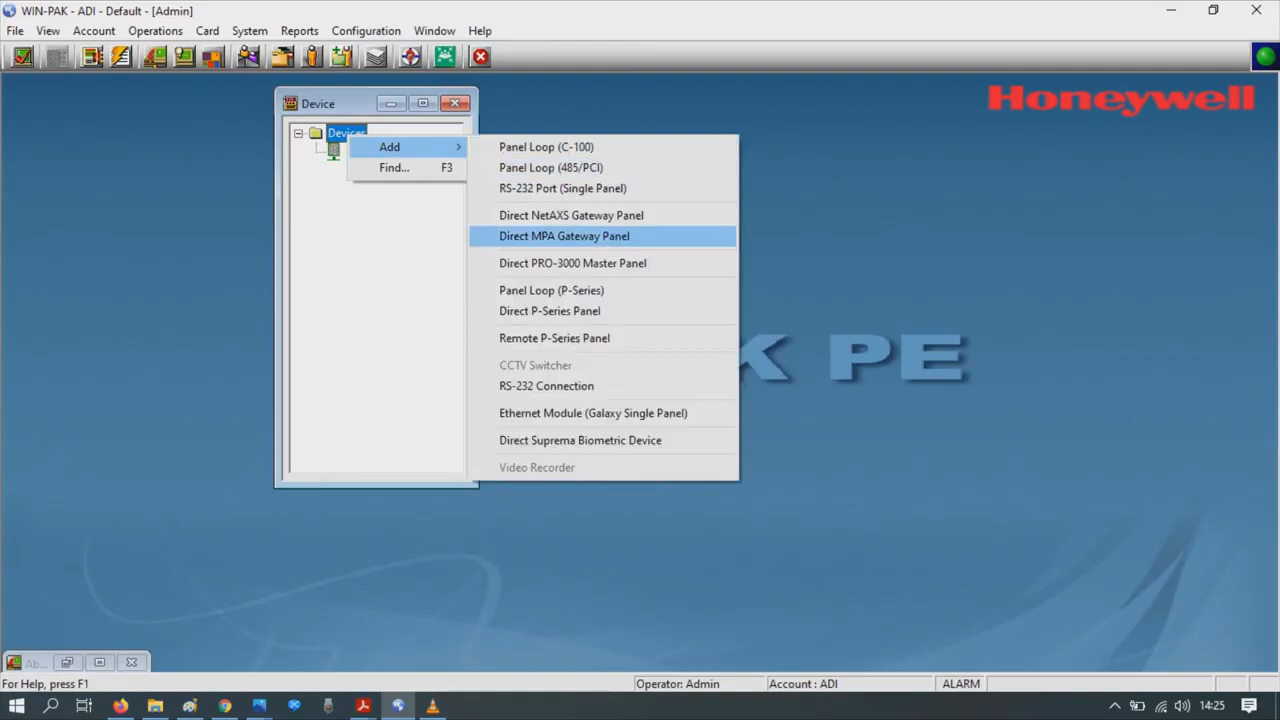 WIN-PAK - ADI - Default - [Admin]
File View Account Operations Card System Reports Configuration Window Help
Honeywell
Device
Devices
Add
Find... F3
Panel Loop (C-100)
Panel Loop (485/PCI)
RS-232 Port (Single Panel)
Direct NetAXS Gateway Panel
Direct MPA Gateway Panel
Direct PRO-3000 Master Panel
Panel Loop (P-Series)
Direct P-Series Panel
Remote P-Series Panel
CCTV Switcher
RS-232 Connection
Ethernet Module (Galaxy Single Panel)
Direct Suprema Biometric Device
Video Recorder
K PE
Ab...
For Help, press F1
Operator: Admin
Account : ADI
ALARM
14:25